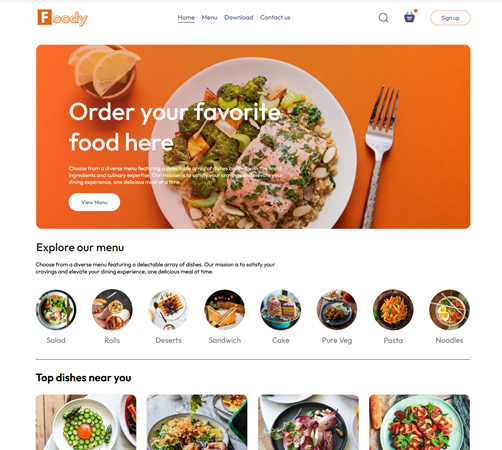 Foody
Home Menu Download Contact us
Sign up
Order your favorite
food here
Choose from a diverse menu featuring a delectable array of dishes crafted with the finest
ingredients and culinary expertise. Our mission is to satisfy your cravings and elevate your
dining experience, one delicious meal at a time.
View Menu
Explore our menu
Choose from a diverse menu featuring a delectable array of dishes. Our mission is to satisfy your
cravings and elevate your dining experience, one delicious meal at time.
Salad Rolls Deserts Sandwich Cake Pure Veg Pasta Noodles
Top dishes near you